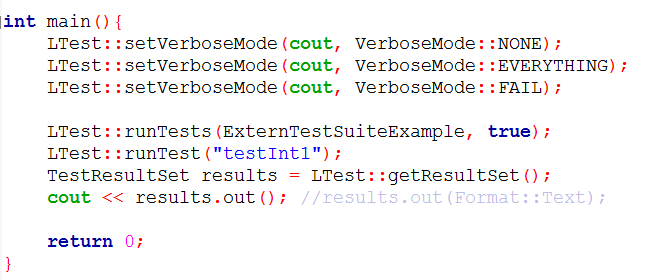 int main(){
    LTest::setVerboseMode(cout, VerboseMode::NONE);
    LTest::setVerboseMode(cout, VerboseMode::EVERYTHING);
    LTest::setVerboseMode(cout, VerboseMode::FAIL);

    LTest::runTests(ExternTestSuiteExample, true);
    LTest::runTest("testInt1");
    TestResultSet results = LTest::getResultSet();
    cout << results.out(); //results.out(Format::Text);

    return 0;
}